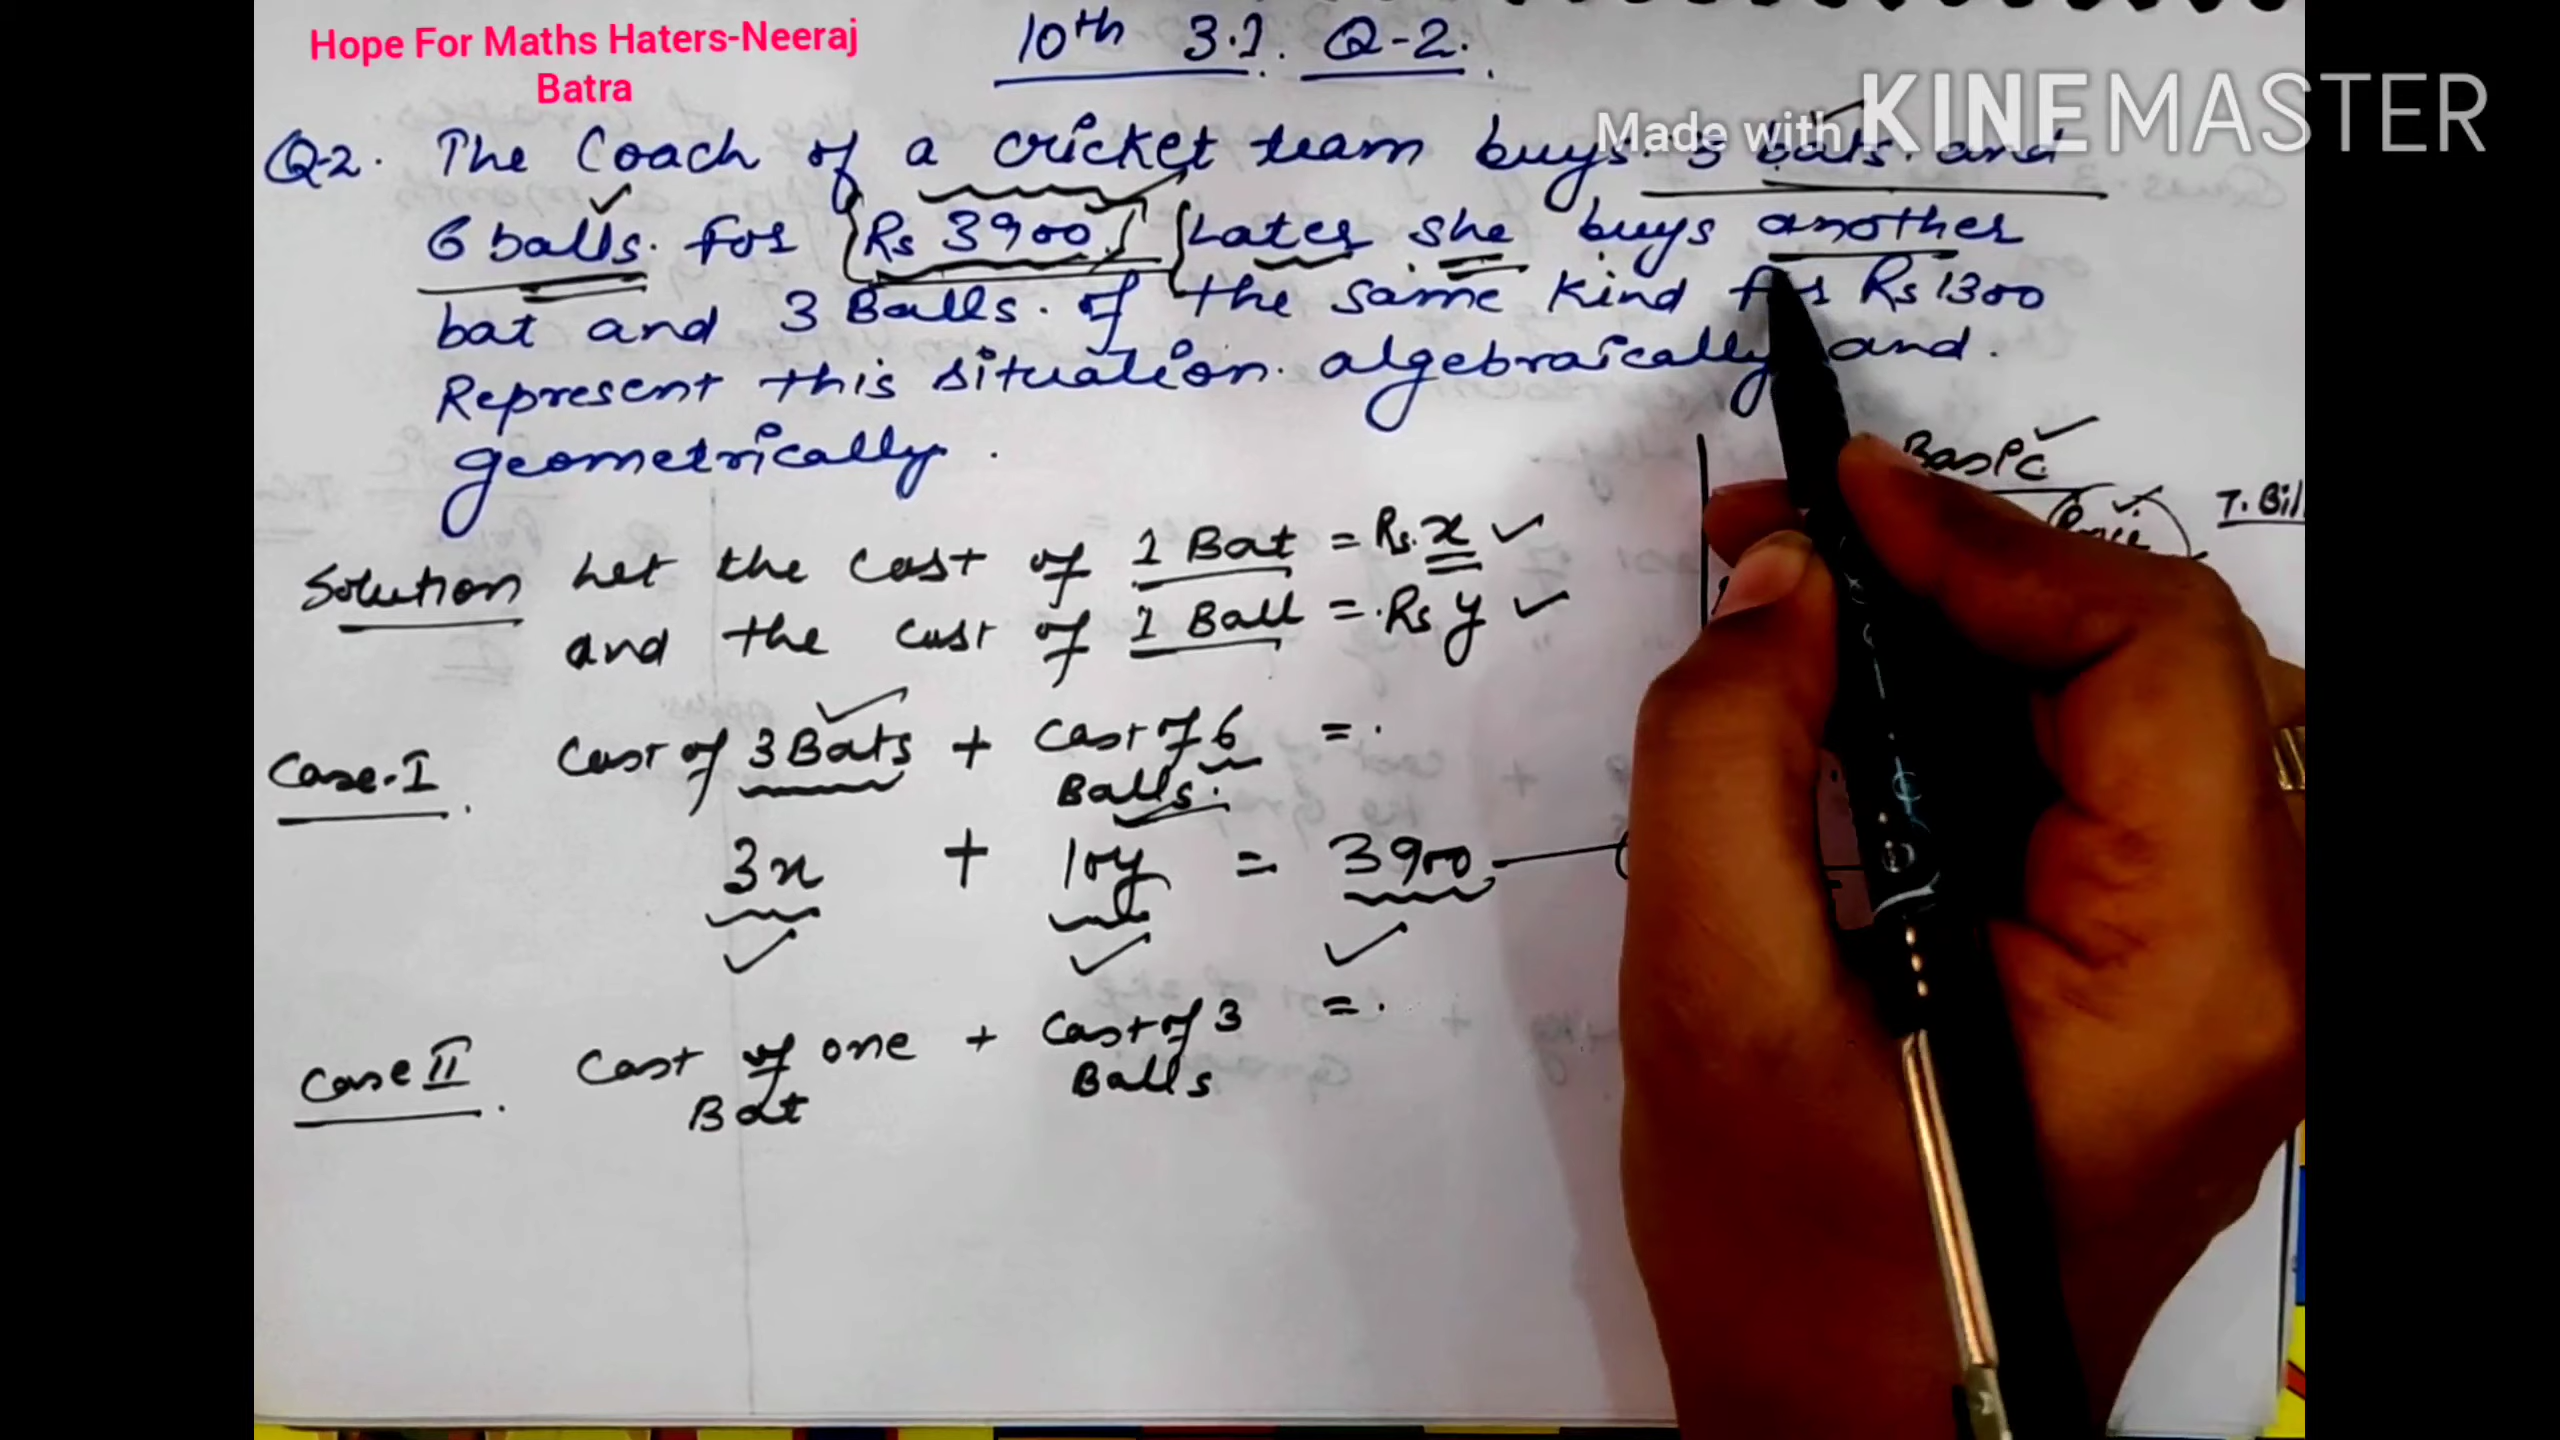 Hope For Maths Haters-Neeraj
Batra
10th 3.1. Q-2.
Made with KINEMASTER
Q-2. The Coach of a cricket team buys 3 bats. and
6 balls. for Rs 3900. Later she buys another
bat and 3 Balls. of the same kind for Rs 1300
Represent this situation. algebraically and.
geometrically.
Basic
T. Bil
Solution Let the Cost of 1 Bat = Rs. x
and the cost of 1 Ball = Rs y
Case-I Cost of 3 Bats + Cost of 6 =
Balls.
3x + 10y = 3900
Case II Cost of one + Cost of 3 =
Bat Balls